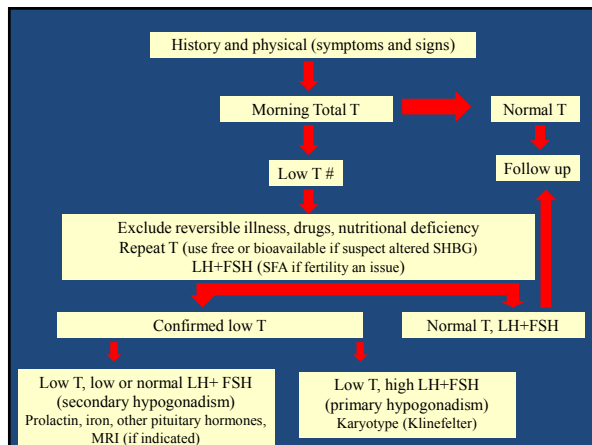 History and physical (symptoms and signs)
Morning Total T
Normal T
Low T #
Follow up
Exclude reversible illness, drugs, nutritional deficiency
Repeat T (use free or bioavailable if suspect altered SHBG)
LH+FSH (SFA if fertility an issue)
Confirmed low T
Normal T, LH+FSH
Low T, low or normal LH+ FSH
(secondary hypogonadism)
Prolactin, iron, other pituitary hormones,
MRI (if indicated)
Low T, high LH+FSH
(primary hypogonadism)
Karyotype (Klinefelter)